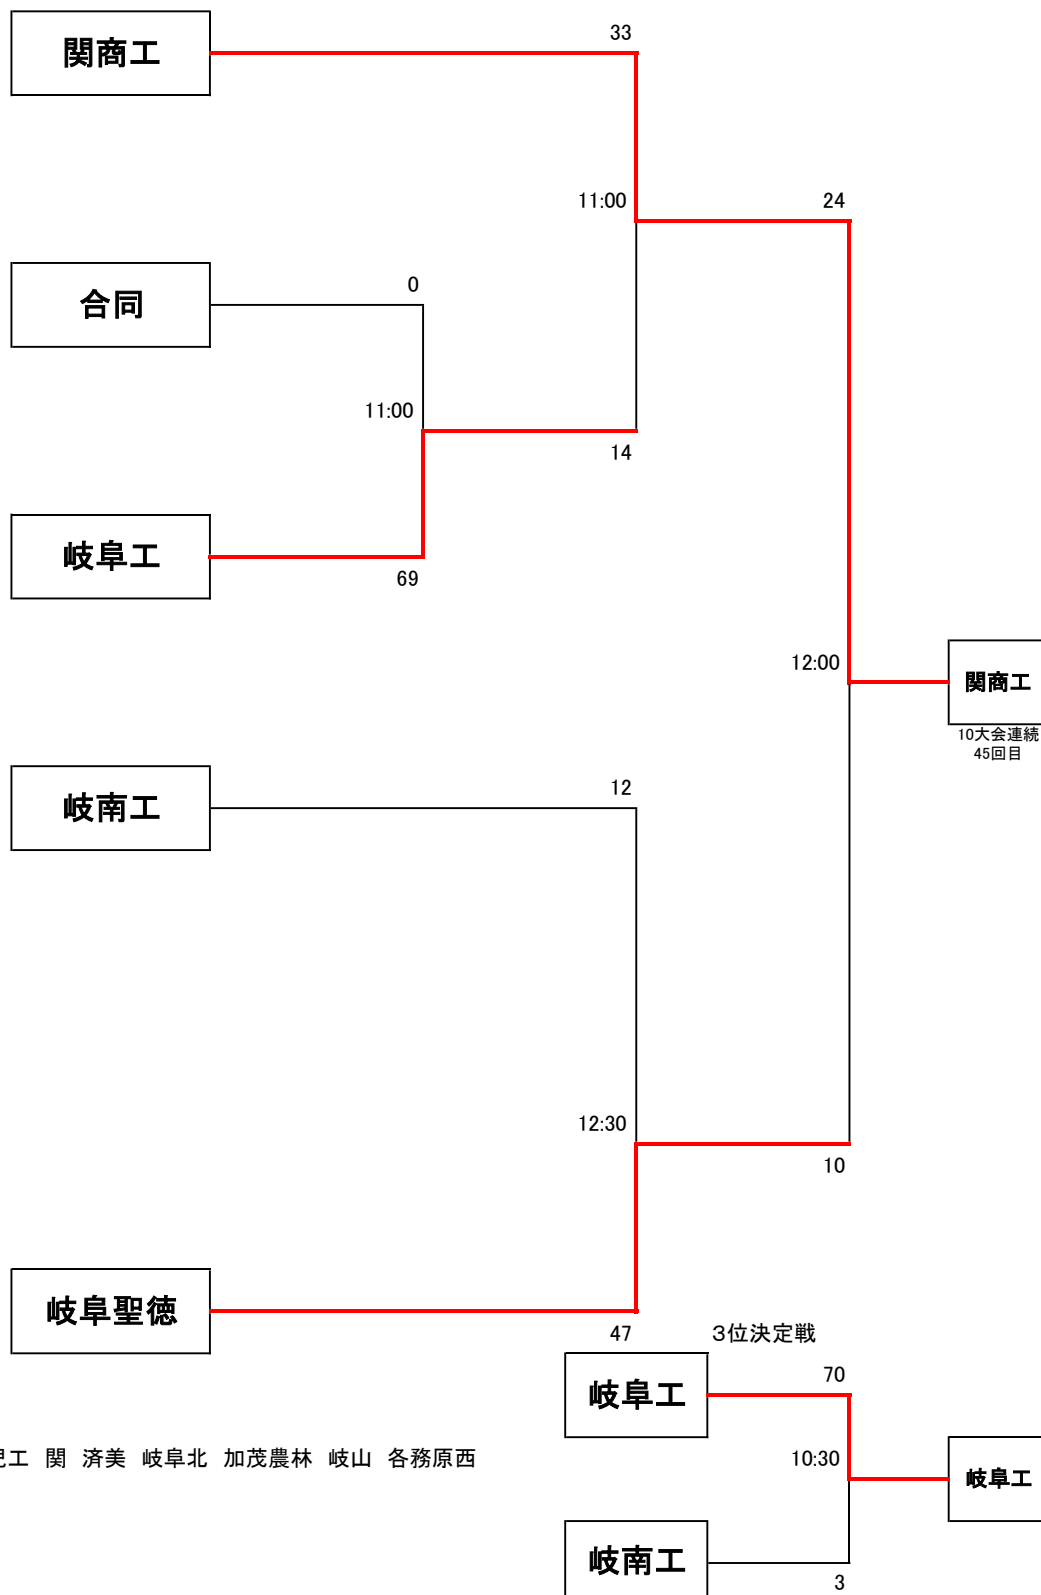 関商工
33
11:00
24
合同
0
11:00
14
岐阜工
69
12:00
関商工
10大会連続
45回目
岐南工
12
12:30
10
岐阜聖徳
47
3位決定戦
岐阜工
70
工 関 済美 岐阜北 加茂農林 岐山 各務原西
10:30
岐阜工
岐南工
3